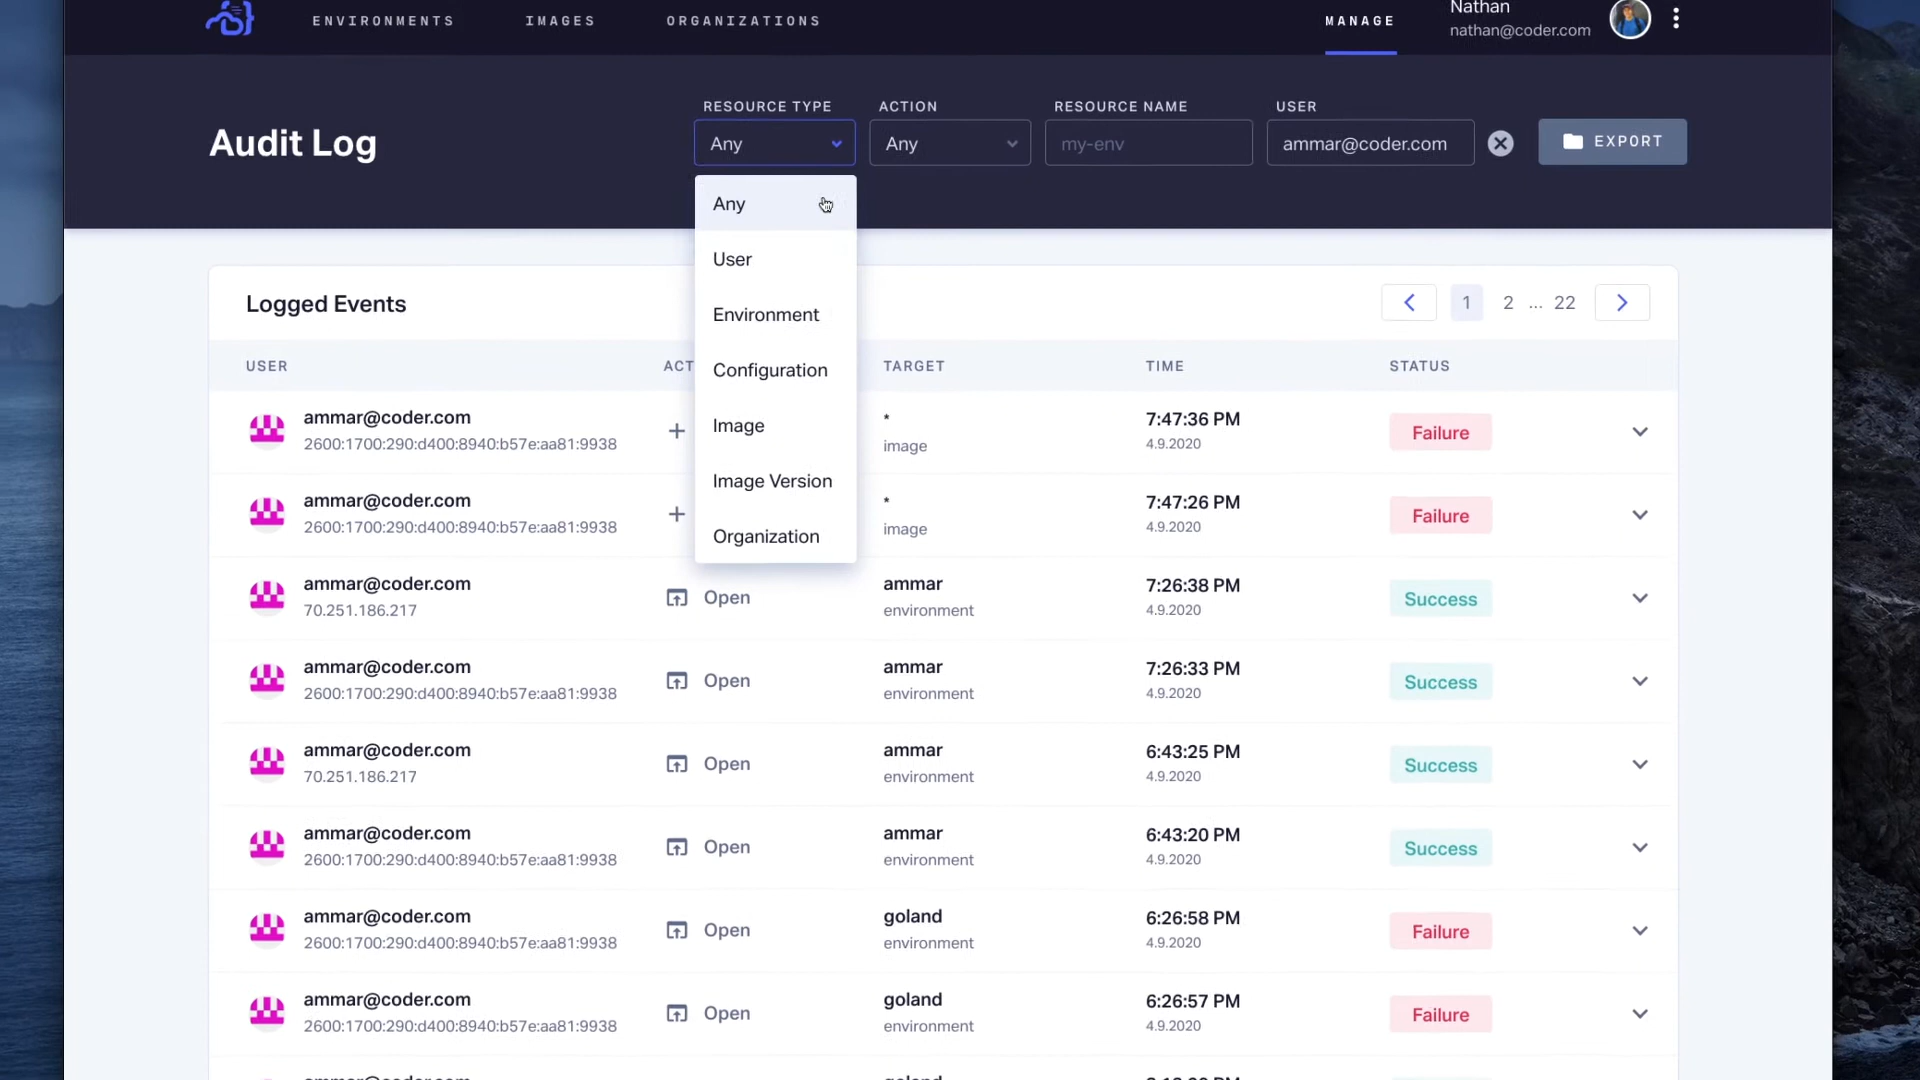 ENVIRONMENTS IMAGES ORGANIZATIONS MANAGE
Nathan
nathan@coder.com
Audit Log
RESOURCE TYPE ACTION RESOURCE NAME USER
Any Any my-env ammar@coder.com EXPORT
Any
User
Environment
Configuration
Image
Image Version
Organization
Logged Events
1 2 ... 22
USER ACT TARGET TIME STATUS
ammar@coder.com * 7:47:36 PM Failure
2600:1700:290:d400:8940:b57e:aa81:9938 image 4.9.2020
ammar@coder.com * 7:47:26 PM Failure
2600:1700:290:d400:8940:b57e:aa81:9938 image 4.9.2020
ammar@coder.com Open ammar 7:26:38 PM Success
70.251.186.217 environment 4.9.2020
ammar@coder.com Open ammar 7:26:33 PM Success
2600:1700:290:d400:8940:b57e:aa81:9938 environment 4.9.2020
ammar@coder.com Open ammar 6:43:25 PM Success
70.251.186.217 environment 4.9.2020
ammar@coder.com Open ammar 6:43:20 PM Success
2600:1700:290:d400:8940:b57e:aa81:9938 environment 4.9.2020
ammar@coder.com Open goland 6:26:58 PM Failure
2600:1700:290:d400:8940:b57e:aa81:9938 environment 4.9.2020
ammar@coder.com Open goland 6:26:57 PM Failure
2600:1700:290:d400:8940:b57e:aa81:9938 environment 4.9.2020